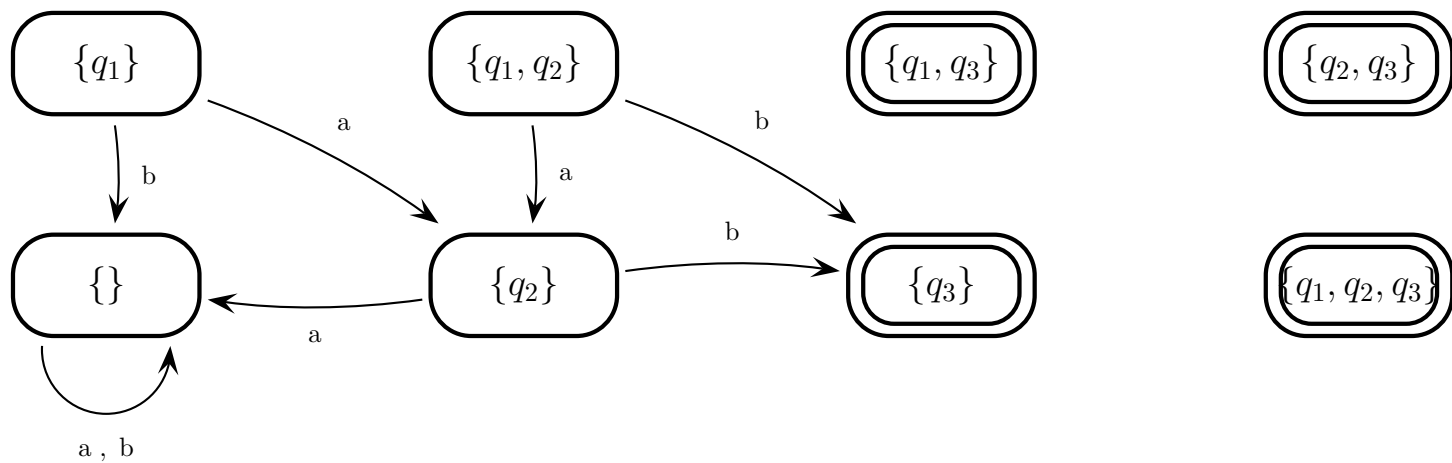 {q₁} {q₁, q₂} {q₁, q₃} {q₂, q₃}
a b
b a
b
{} {q₂} {q₃} {q₁, q₂, q₃}
a
a , b